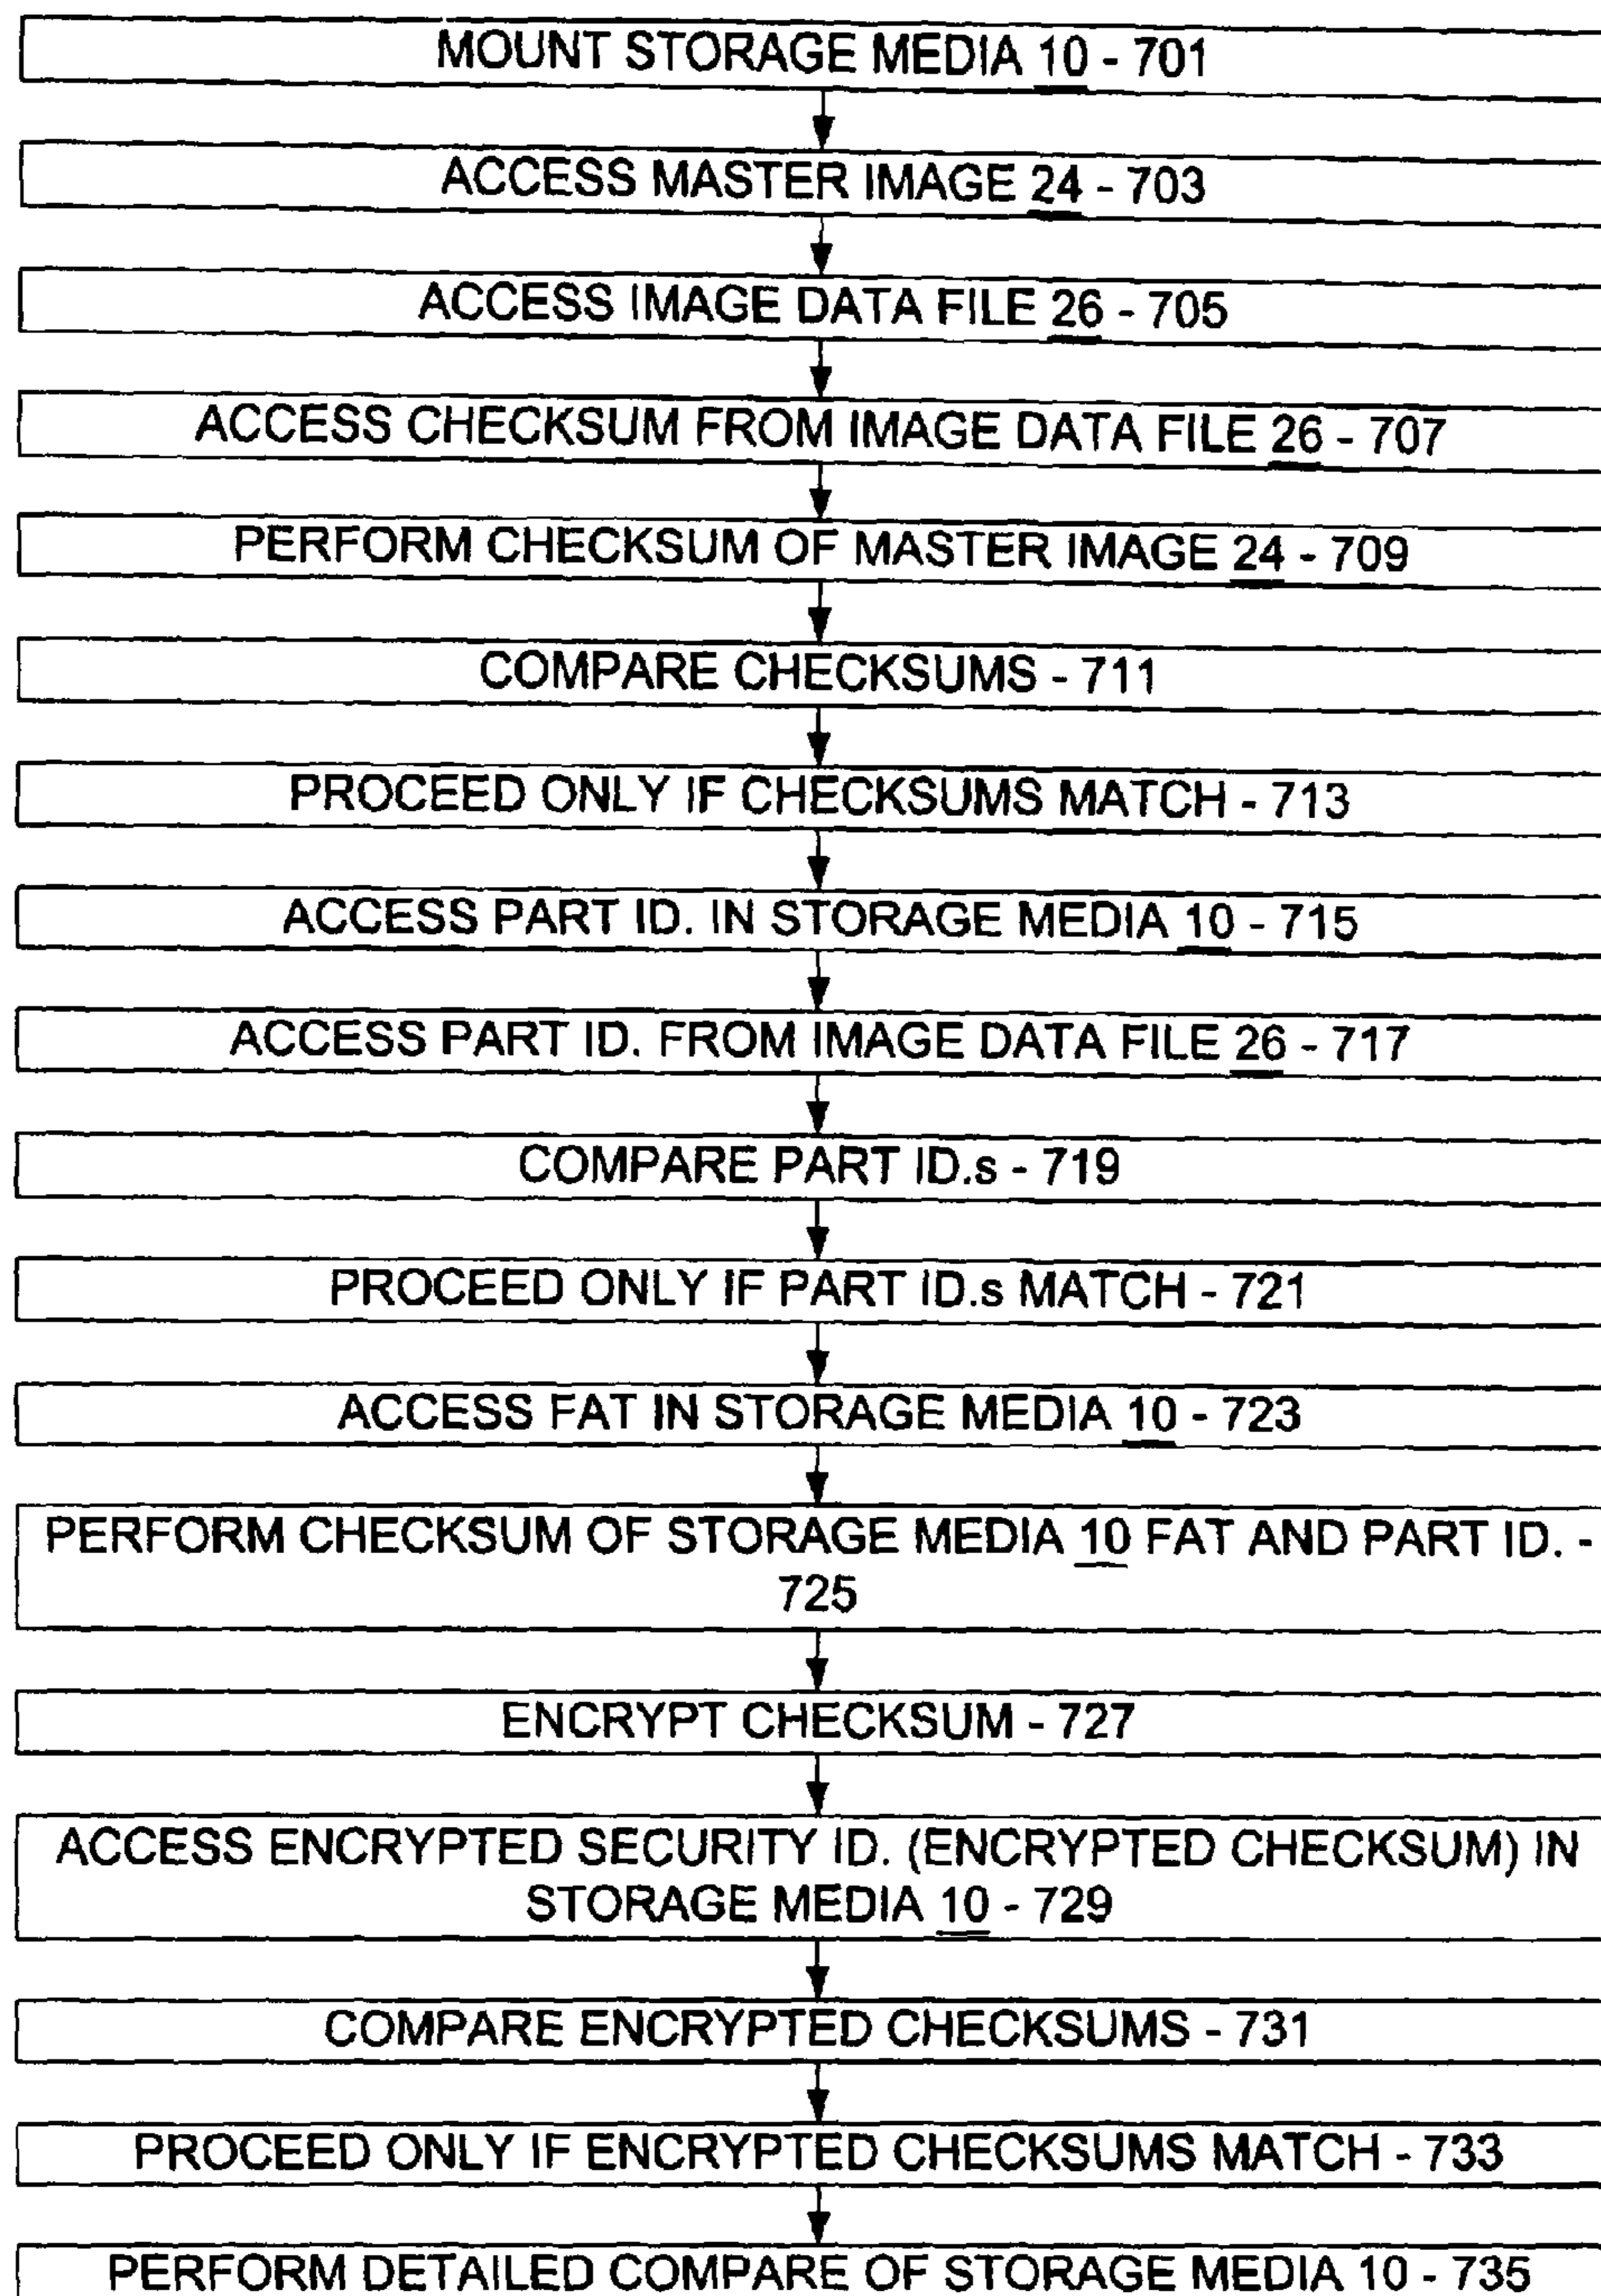 MOUNT STORAGE MEDIA 10 - 701
ACCESS MASTER IMAGE 24 - 703
ACCESS IMAGE DATA FILE 26 - 705
ACCESS CHECKSUM FROM IMAGE DATA FILE 26 - 707
PERFORM CHECKSUM OF MASTER IMAGE 24 - 709
COMPARE CHECKSUMS - 711
PROCEED ONLY IF CHECKSUMS MATCH - 713
ACCESS PART ID. IN STORAGE MEDIA 10 - 715
ACCESS PART ID. FROM IMAGE DATA FILE 26 - 717
COMPARE PART ID.s - 719
PROCEED ONLY IF PART ID.s MATCH - 721
ACCESS FAT IN STORAGE MEDIA 10 - 723
PERFORM CHECKSUM OF STORAGE MEDIA 10 FAT AND PART ID. -
725
ENCRYPT CHECKSUM - 727
ACCESS ENCRYPTED SECURITY ID. (ENCRYPTED CHECKSUM) IN
STORAGE MEDIA 10 - 729
COMPARE ENCRYPTED CHECKSUMS - 731
PROCEED ONLY IF ENCRYPTED CHECKSUMS MATCH - 733
PERFORM DETAILED COMPARE OF STORAGE MEDIA 10 - 735